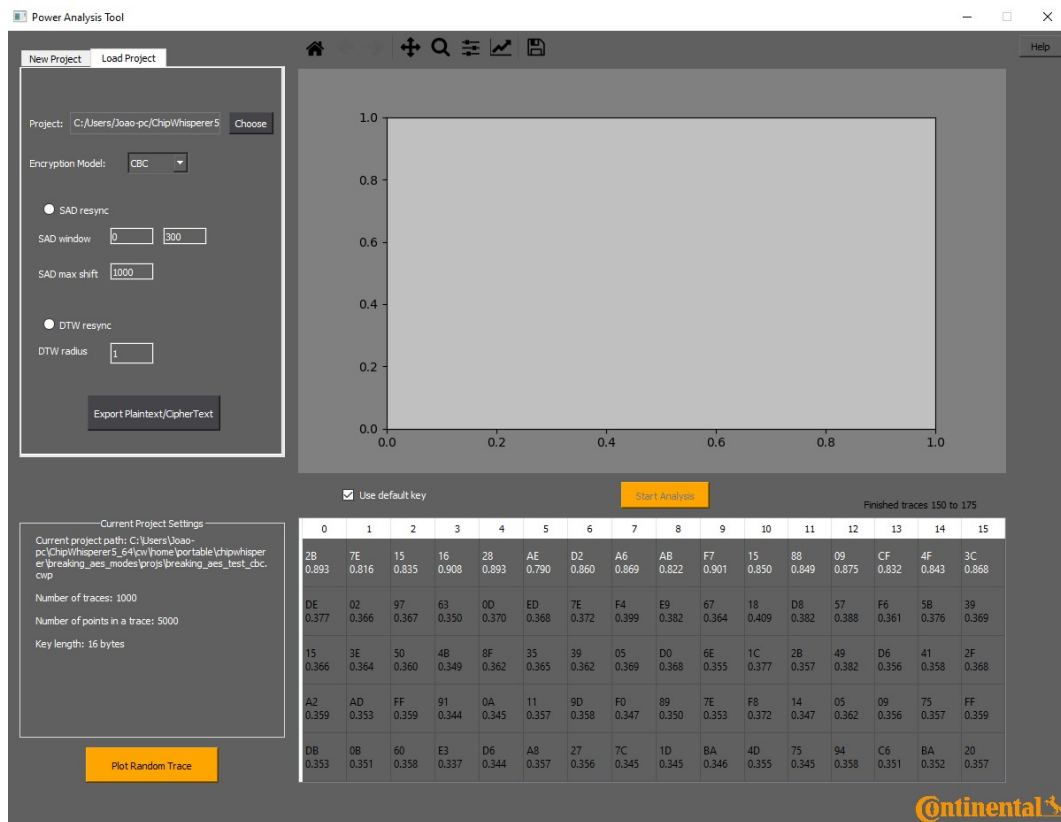 Power Analysis Tool
Help
New Project Load Project
Project: C:/Users/Joao-pc/ChipWhisperer5 Choose
Encryption Model: CBC
SAD resync
SAD window 0 300
SAD max shift 1000
DTW resync
DTW radius 1
Export Plaintext/CipherText
1.0
0.8
0.6
0.4
0.2
0.0
0.0 0.2 0.4 0.6 0.8 1.0
Use default key
Start Analysis
Finished traces 150 to 175
Current Project Settings
Current project path: C:\Users\Joao-
pc\ChipWhisperer5_64\cw\home\portable\chipwhisper
er\breaking_aes_modes\projs\breaking_aes_test_cbc.
cwp
Number of traces: 1000
Number of points in a trace: 5000
Key length: 16 bytes
Plot Random Trace
0 1 2 3 4 5 6 7 8 9 10 11 12 13 14 15
2B 7E 15 16 28 AE D2 A6 AB F7 15 88 09 CF 4F 3C
0.893 0.816 0.835 0.908 0.893 0.790 0.860 0.869 0.822 0.901 0.850 0.849 0.875 0.832 0.843 0.868
DE 02 97 63 0D ED 7E F4 E9 67 18 D8 57 F6 5B 39
0.377 0.366 0.367 0.350 0.370 0.368 0.372 0.399 0.382 0.364 0.409 0.382 0.388 0.361 0.376 0.369
15 3E 50 4B 8F 35 39 05 D0 6E 1C 2B 49 D6 41 2F
0.366 0.364 0.360 0.349 0.362 0.365 0.362 0.369 0.368 0.355 0.377 0.357 0.382 0.356 0.358 0.368
A2 AD FF 91 0A 11 9D F0 89 7E F8 14 05 09 75 FF
0.359 0.353 0.359 0.344 0.345 0.357 0.358 0.347 0.350 0.353 0.372 0.347 0.362 0.356 0.357 0.359
DB 0B 60 E3 D6 A8 27 7C 1D BA 4D 75 94 C6 BA 20
0.353 0.351 0.358 0.337 0.344 0.357 0.356 0.345 0.345 0.346 0.355 0.345 0.358 0.351 0.352 0.357
Continental